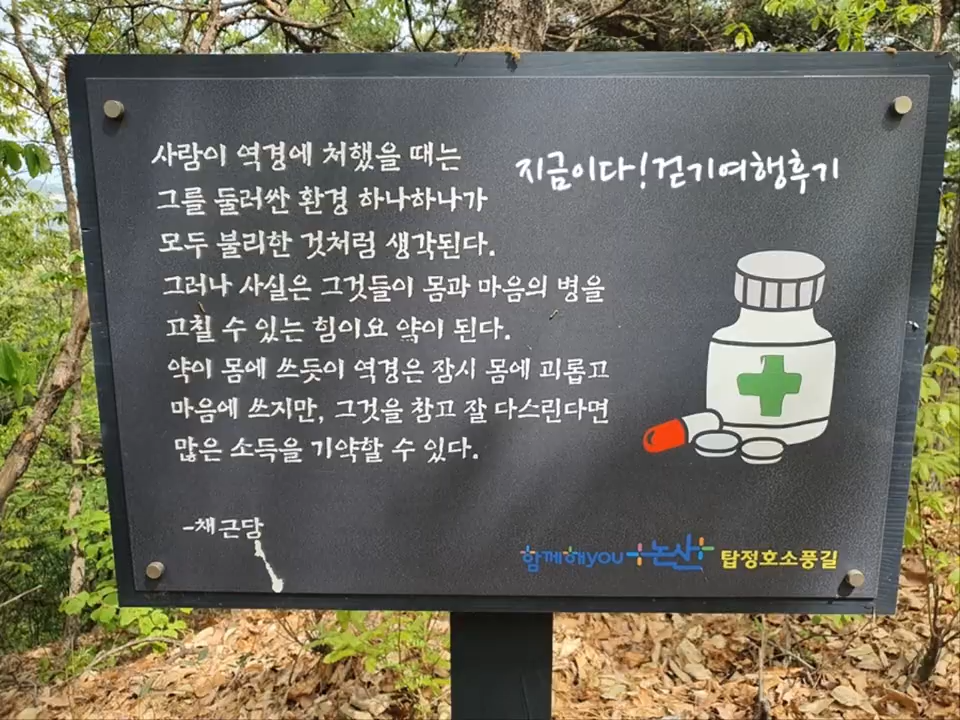 사람이 역경에 처했을 때는
그를 둘러싼 환경 하나하나가
모두 불리한 것처럼 생각된다.
그러나 사실은 그것들이 몸과 마음의 병을
고칠 수 있는 힘이요 약이 된다.
약이 몸에 쓰듯이 역경은 잠시 몸에 괴롭고
마음에 쓰지만, 그것을 참고 잘 다스린다면
많은 소득을 기약할 수 있다.
-채근담
지금이다!걷기여행후기
함께해you 논산 탑정호소풍길